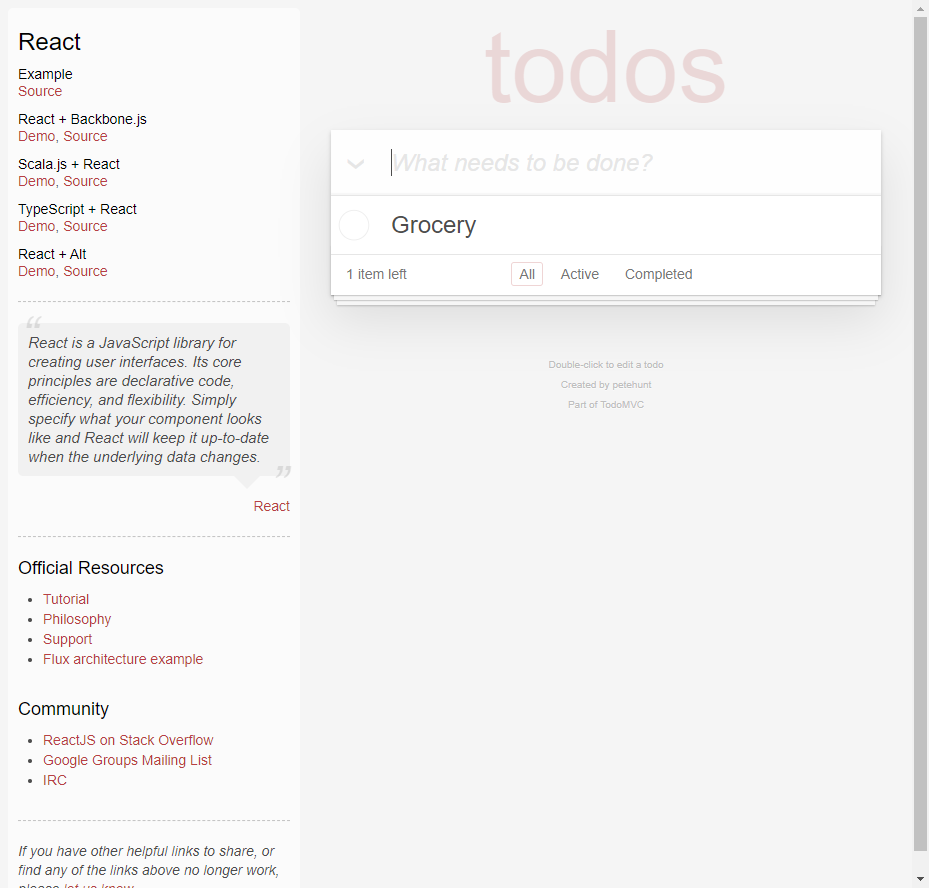 React
Example
Source
React + Backbone.js
Demo, Source
Scala.js + React
Demo, Source
TypeScript + React
Demo, Source
React + Alt
Demo, Source
“
React is a JavaScript library for
creating user interfaces. Its core
principles are declarative code,
efficiency, and flexibility. Simply
specify what your component looks
like and React will keep it up-to-date
when the underlying data changes.
”
React
Official Resources
• Tutorial
• Philosophy
• Support
• Flux architecture example
Community
• ReactJS on Stack Overflow
• Google Groups Mailing List
• IRC
If you have other helpful links to share, or
find any of the links above no longer work,
please let us know
todos
What needs to be done?
Grocery
1 item left
All Active Completed
Double-click to edit a todo
Created by petehunt
Part of TodoMVC